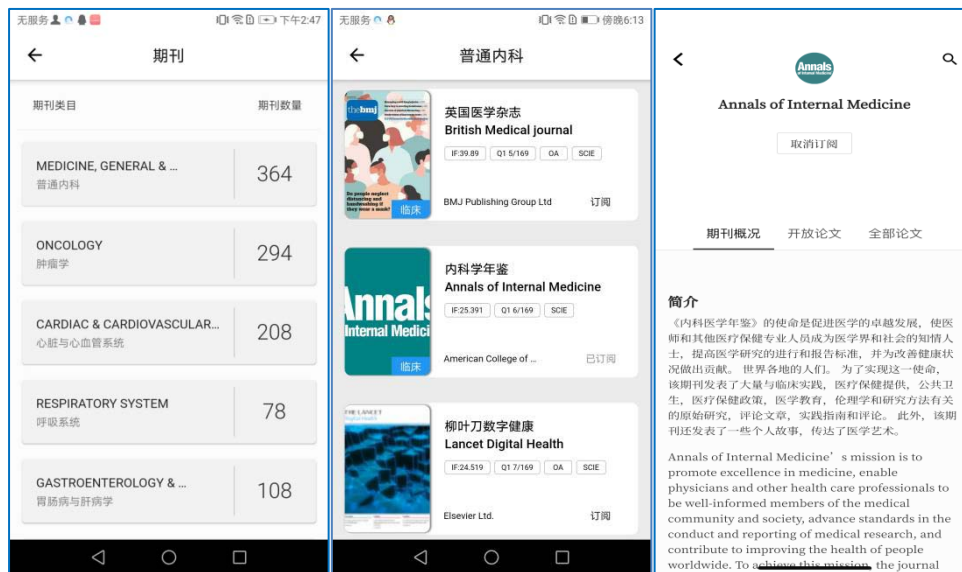 无服务
下午2:47
期刊
期刊类目
期刊数量
MEDICINE, GENERAL & ...
普通内科
364
ONCOLOGY
肿瘤学
294
CARDIAC & CARDIOVASCULAR...
心脏与心血管系统
208
RESPIRATORY SYSTEM
呼吸系统
78
GASTROENTEROLOGY & ...
胃肠病与肝病学
108
无服务
傍晚6:13
普通内科
thebmj
Do people neglect
distancing and
handwashing if
they wear a mask?
临床
英国医学杂志
British Medical journal
IF:39.89
Q1 5/169
OA
SCIE
BMJ Publishing Group Ltd
订阅
Annals
Internal Medici
临床
内科学年鉴
Annals of Internal Medicine
IF:25.391
Q1 6/169
SCIE
American College of ...
已订阅
THE LANCET
Digital Health
柳叶刀数字健康
Lancet Digital Health
IF:24.519
Q1 7/169
OA
SCIE
Elsevier Ltd.
订阅
Annals
of Internal Medicine
Annals of Internal Medicine
取消订阅
期刊概况
开放论文
全部论文
简介
《内科医学年鉴》的使命是促进医学的卓越发展，使医
师和其他医疗保健专业人员成为医学界和社会的知情人
士，提高医学研究的进行和报告标准，并为改善健康状
况做出贡献。 世界各地的人们。 为了实现这一使命，
该期刊发表了大量与临床实践，医疗保健提供，公共卫
生，医疗保健政策，医学教育，伦理学和研究方法有关
的原始研究，评论文章，实践指南和评论。 此外，该期
刊还发表了一些个人故事，传达了医学艺术。
Annals of Internal Medicine’s mission is to
promote excellence in medicine, enable
physicians and other health care professionals to
be well-informed members of the medical
community and society, advance standards in the
conduct and reporting of medical research, and
contribute to improving the health of people
worldwide. To achieve this mission, the journal